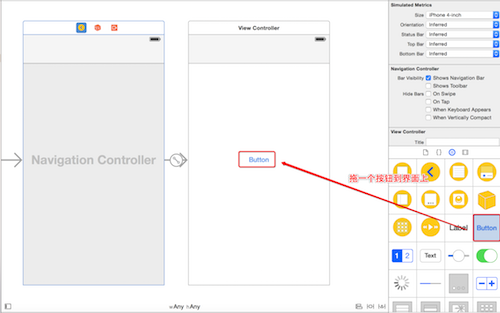 Simulated Metrics
Size iPhone 4-inch
Orientation Inferred
Status Bar Inferred
Top Bar Inferred
Bottom Bar Inferred
Navigation Controller
Bar Visibility Shows Navigation Bar
Shows Toolbar
Hide Bars On Swipe
On Tap
When Keyboard Appears
When Vertically Compact
View Controller
Title
View Controller
Navigation Controller
Button
拖一个按钮到界面上
Label
Button
1 2
Text
wAny hAny